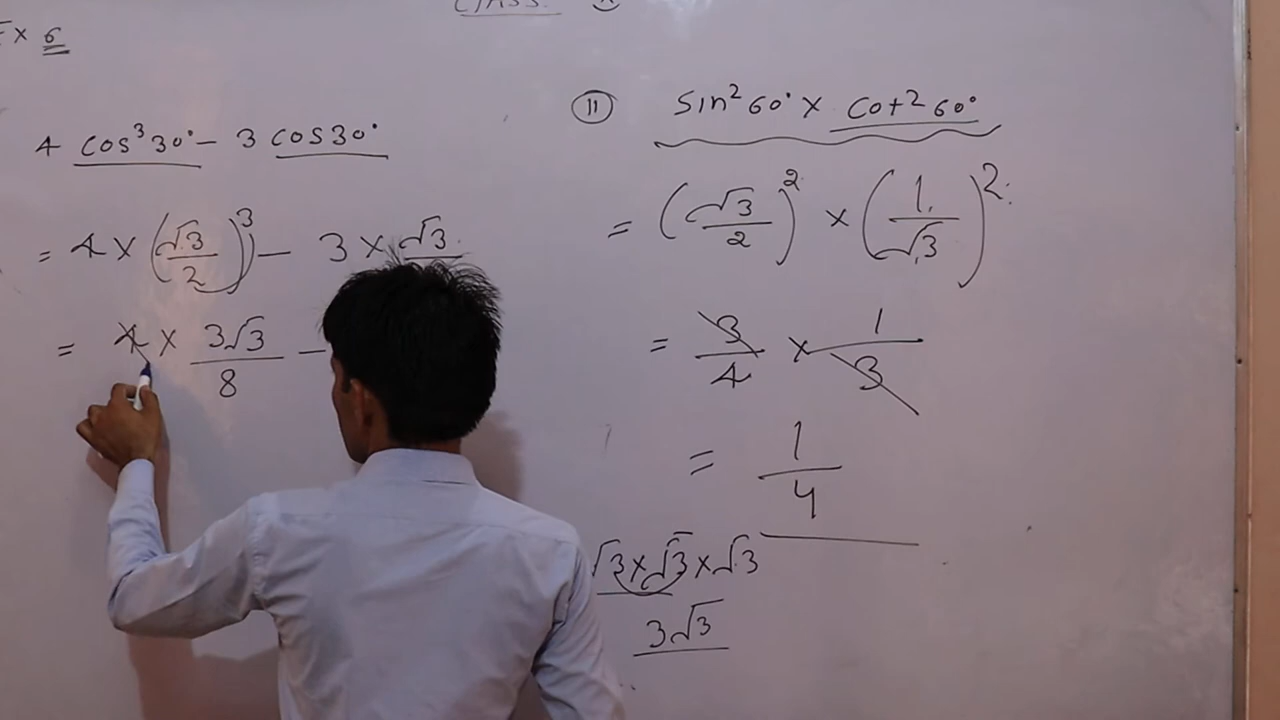 Ex 6
4 cos³30° - 3 cos30°
= 4 × (√3/2)³ - 3 × √3
= 4 × 3√3/8 -
11 sin²60° × cot²60°
= (√3/2)² × (1/√3)²
= 3/4 × 1/3
= 1/4
√3 × √3 × √3
3√3